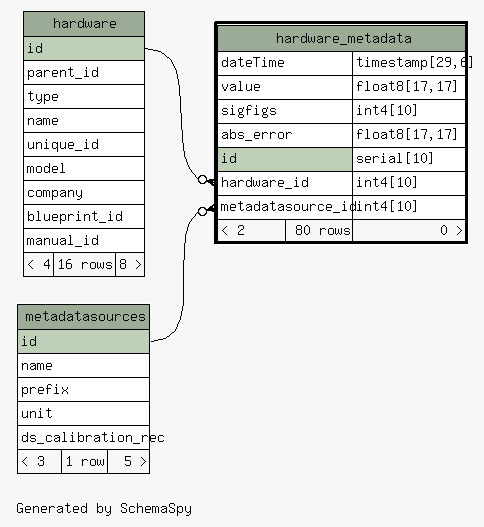 hardware
id
parent_id
type
name
unique_id
model
company
blueprint_id
manual_id
< 4 16 rows 8 >
hardware_metadata
dateTime timestamp[29,6]
value float8[17,17]
sigfigs int4[10]
abs_error float8[17,17]
id serial[10]
hardware_id int4[10]
metadatasource_id int4[10]
< 2 80 rows 0 >
metadatasources
id
name
prefix
unit
ds_calibration_rec
< 3 1 row 5 >
Generated by SchemaSpy